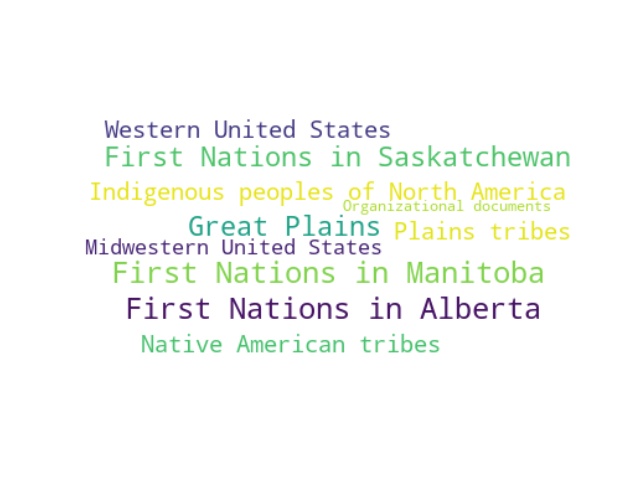 Western United States
First Nations in Saskatchewan
Indigenous peoples of North America
Organizational documents
Great Plains
Plains tribes
Midwestern United States
First Nations in Manitoba
First Nations in Alberta
Native American tribes